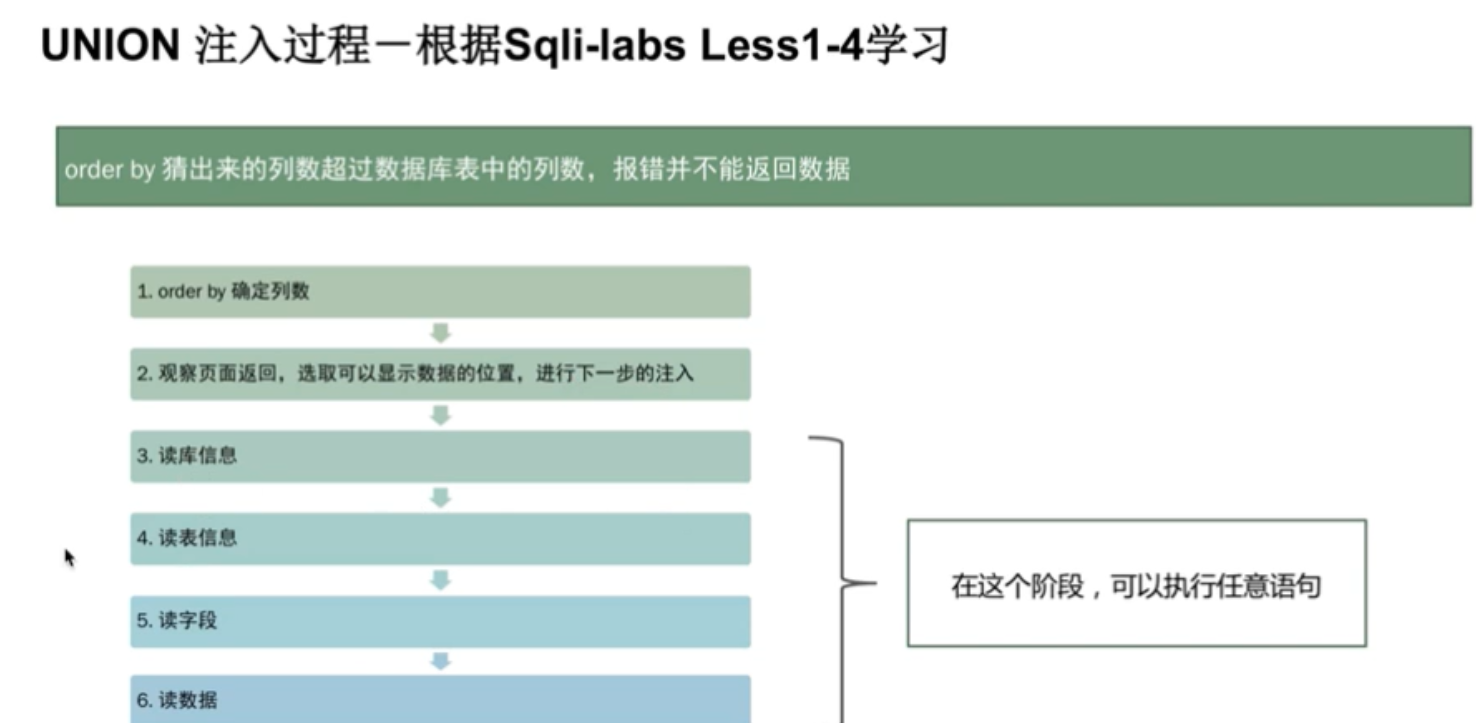 UNION 注入过程－根据Sqli-labs Less1-4学习
order by 猜出来的列数超过数据库表中的列数，报错并不能返回数据
1. order by 确定列数
2. 观察页面返回，选取可以显示数据的位置，进行下一步的注入
3. 读库信息
4. 读表信息
5. 读字段
6. 读数据
在这个阶段，可以执行任意语句